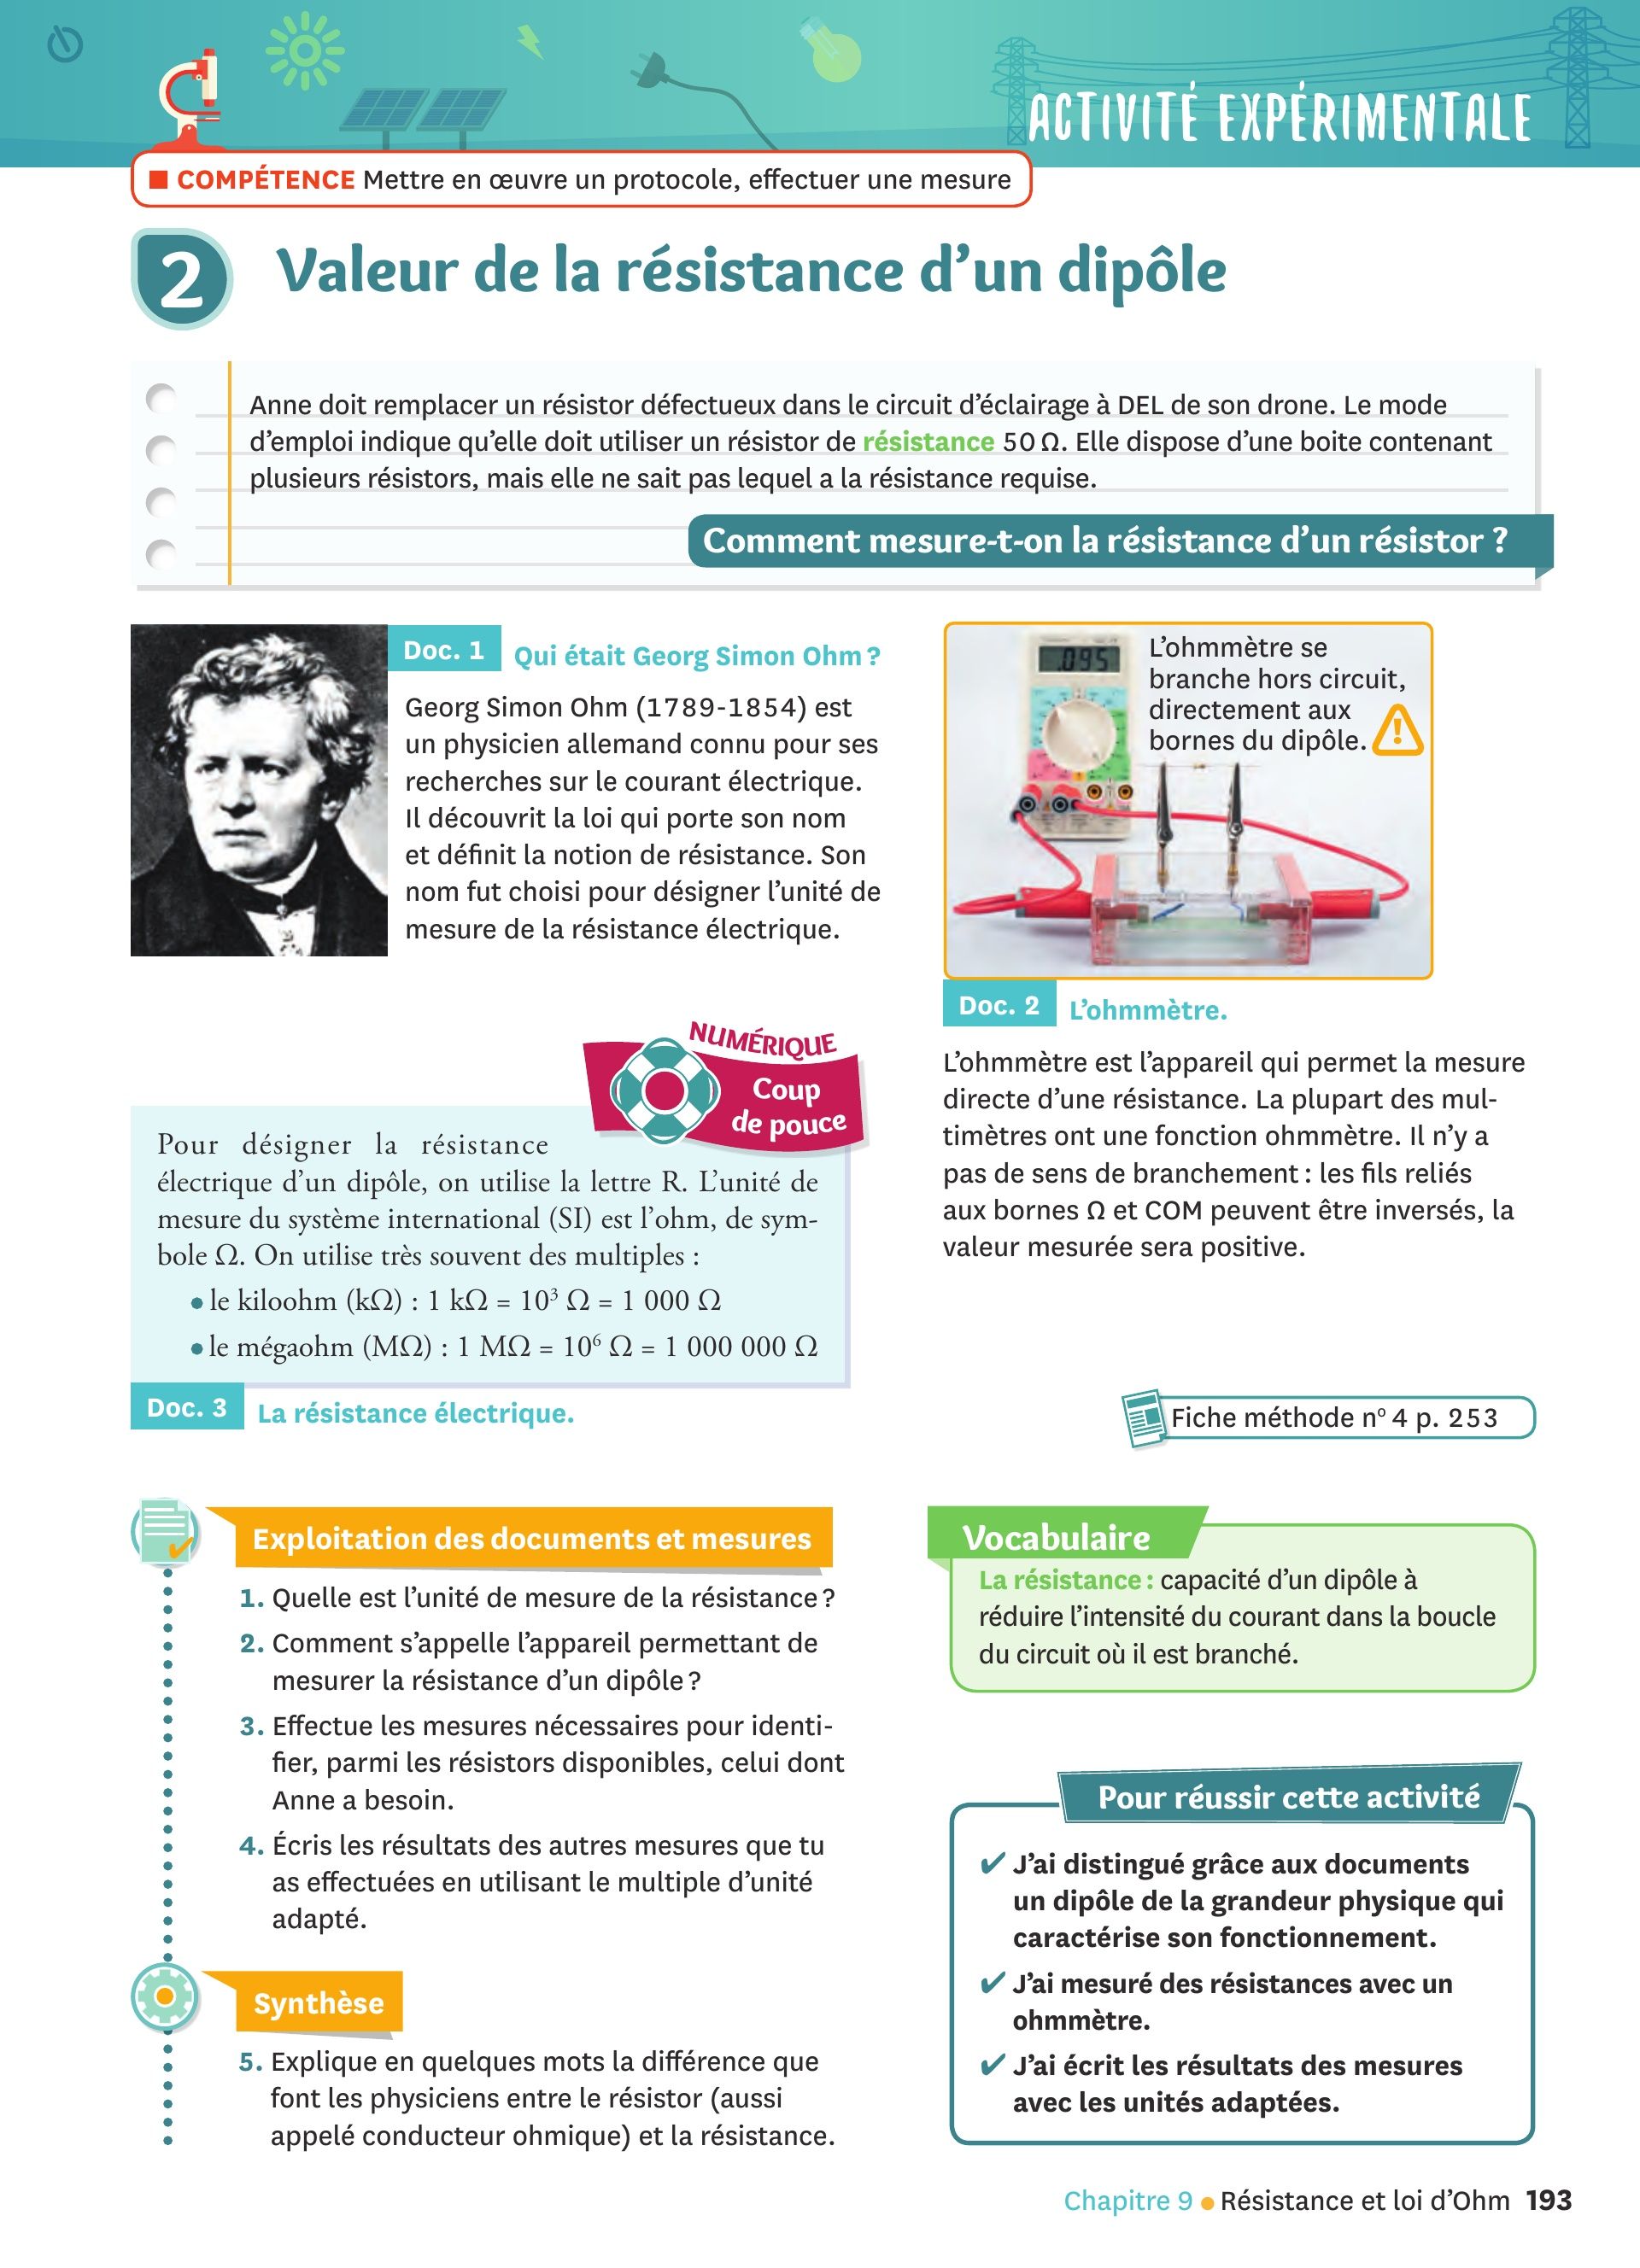 ACTIVITÉ EXPÉRIMENTALE
■ COMPÉTENCE Mettre en œuvre un protocole, effectuer une mesure
2 Valeur de la résistance d'un dipôle
Anne doit remplacer un résistor défectueux dans le circuit d'éclairage à DEL de son drone. Le mode
d'emploi indique qu'elle doit utiliser un résistor de résistance 50 Ω. Elle dispose d'une boite contenant
plusieurs résistors, mais elle ne sait pas lequel a la résistance requise.
Comment mesure-t-on la résistance d'un résistor ?
Doc. 1 Qui était Georg Simon Ohm ?
Georg Simon Ohm (1789-1854) est
un physicien allemand connu pour ses
recherches sur le courant électrique.
Il découvrit la loi qui porte son nom
et définit la notion de résistance. Son
nom fut choisi pour désigner l'unité de
mesure de la résistance électrique.
.095
L'ohmmètre se
branche hors circuit,
directement aux
bornes du dipôle.
!
Doc. 2 L'ohmmètre.
L'ohmmètre est l'appareil qui permet la mesure
directe d'une résistance. La plupart des mul-
timètres ont une fonction ohmmètre. Il n'y a
pas de sens de branchement : les fils reliés
aux bornes Ω et COM peuvent être inversés, la
valeur mesurée sera positive.
NUMÉRIQUE
Coup
de pouce
Pour désigner la résistance
électrique d'un dipôle, on utilise la lettre R. L'unité de
mesure du système international (SI) est l'ohm, de sym-
bole Ω. On utilise très souvent des multiples :
• le kiloohm (kΩ) : 1 kΩ = 10³ Ω = 1 000 Ω
• le mégaohm (MΩ) : 1 MΩ = 10⁶ Ω = 1 000 000 Ω
Doc. 3 La résistance électrique.
Fiche méthode nº 4 p. 253
Exploitation des documents et mesures
1. Quelle est l'unité de mesure de la résistance ?
2. Comment s'appelle l'appareil permettant de
mesurer la résistance d'un dipôle ?
3. Effectue les mesures nécessaires pour identi-
fier, parmi les résistors disponibles, celui dont
Anne a besoin.
4. Écris les résultats des autres mesures que tu
as effectuées en utilisant le multiple d'unité
adapté.
Synthèse
5. Explique en quelques mots la différence que
font les physiciens entre le résistor (aussi
appelé conducteur ohmique) et la résistance.
Vocabulaire
La résistance : capacité d'un dipôle à
réduire l'intensité du courant dans la boucle
du circuit où il est branché.
Pour réussir cette activité
✔ J'ai distingué grâce aux documents
un dipôle de la grandeur physique qui
caractérise son fonctionnement.
✔ J'ai mesuré des résistances avec un
ohmmètre.
✔ J'ai écrit les résultats des mesures
avec les unités adaptées.
Chapitre 9 • Résistance et loi d'Ohm 193